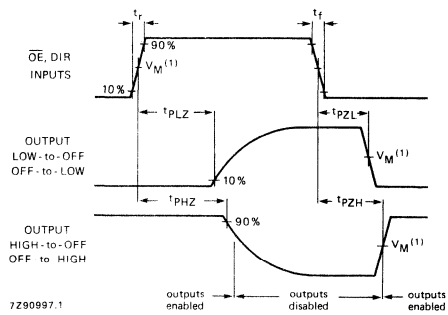 t_r
t_f
OE, DIR
INPUTS
90%
V_M(1)
10%
t_PLZ
t_PZL
OUTPUT
LOW-to-OFF
OFF-to-LOW
V_M(1)
10%
t_PHZ
t_PZH
90%
OUTPUT
HIGH-to-OFF
OFF to HIGH
V_M(1)
outputs
enabled
outputs
disabled
outputs
enabled
7Z90997.1